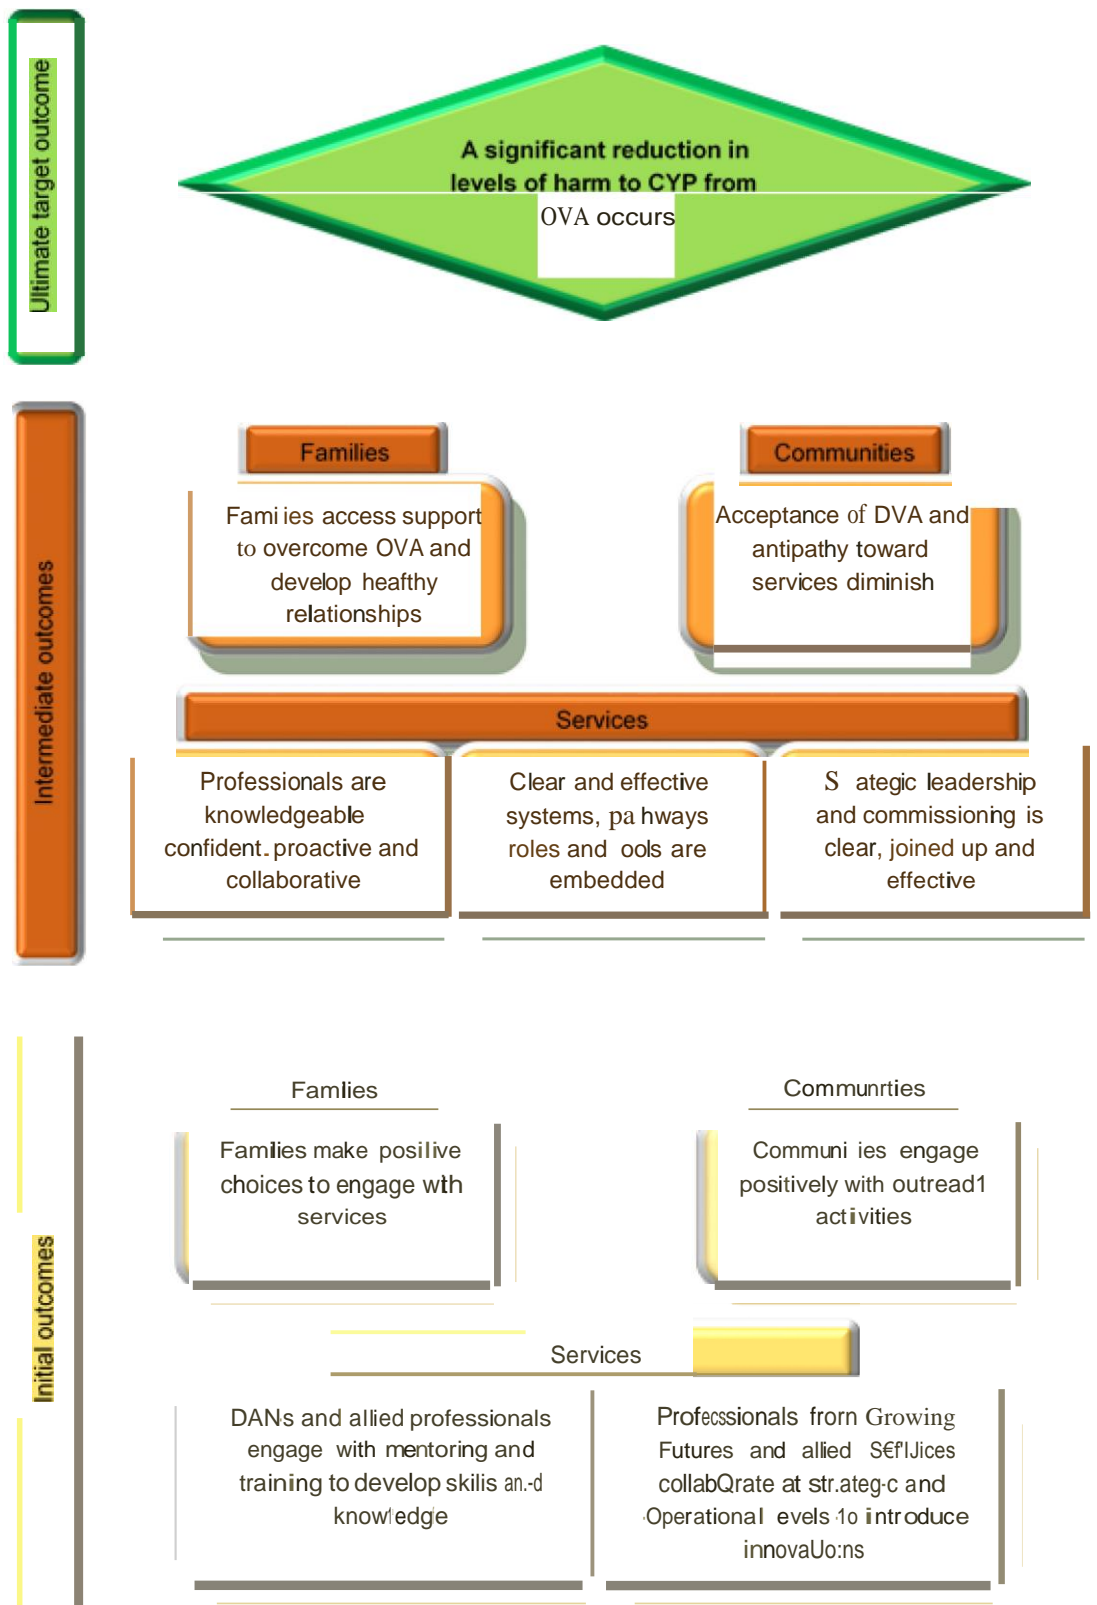 Ultimate target outcome
A significant reduction in
levels of harm to CYP from
OVA occurs
Intermediate outcomes
Families
Fami ies access support
to overcome OVA and
develop heafthy
relationships
Communities
Acceptance of DVA and
antipathy toward
services diminish
Services
Professionals are
knowledgeable
confident. proactive and
collaborative
Clear and effective
systems, pa hways
roles and ools are
embedded
S ategic leadership
and commissioning is
clear, joined up and
effective
Initial outcomes
Famlies
Families make posilive
choices to engage wth
services
Communrties
Communi ies engage
positively with outread1
activities
Services
DANs and allied professionals
engage with mentoring and
training to develop skilis an.-d
knowfedge
Profecssionals frorn Growing
Futures and allied S€f'lJices
collabQrate at str.ateg-c and
·Operational evels ·1o introduce
innovaUo:ns